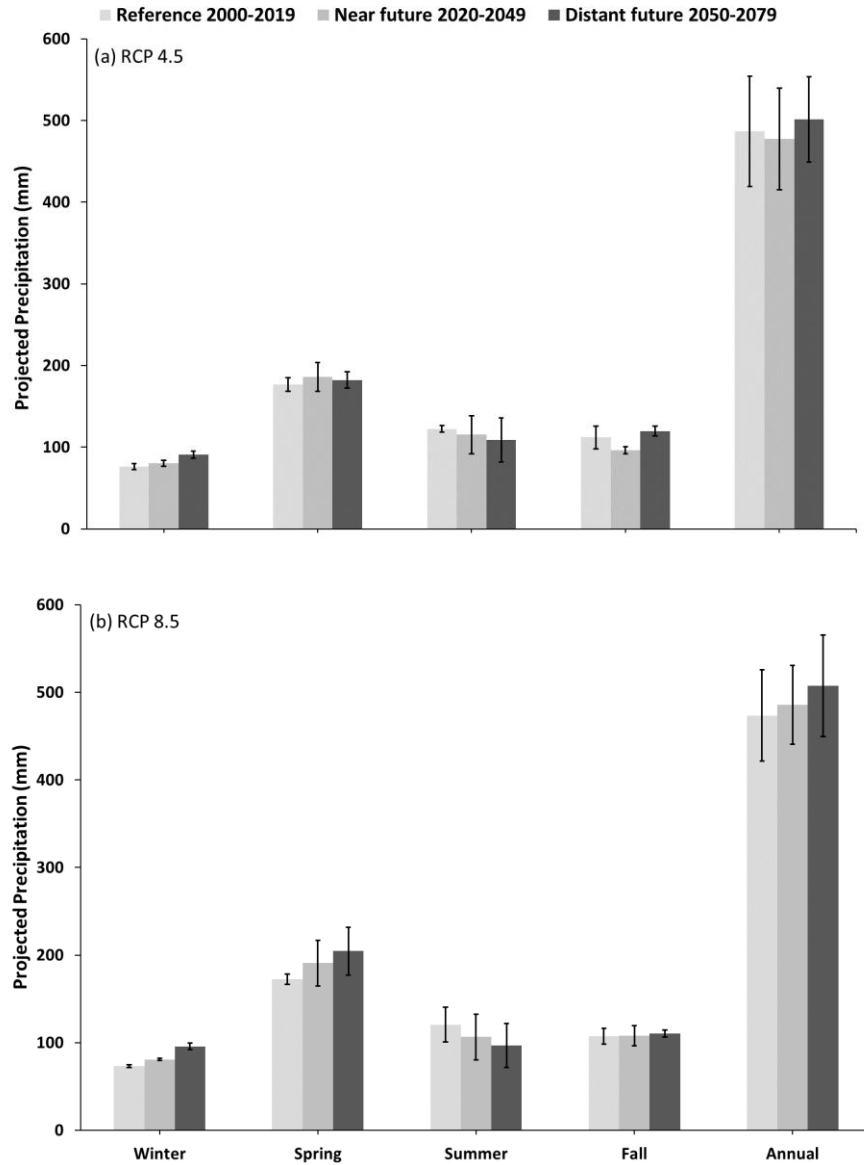 Reference 2000-2019 Near future 2020-2049 Distant future 2050-2079
(a) RCP 4.5
Projected Precipitation (mm)
600
500
400
300
200
100
0
(b) RCP 8.5
Projected Precipitation (mm)
600
500
400
300
200
100
0
Winter Spring Summer Fall Annual